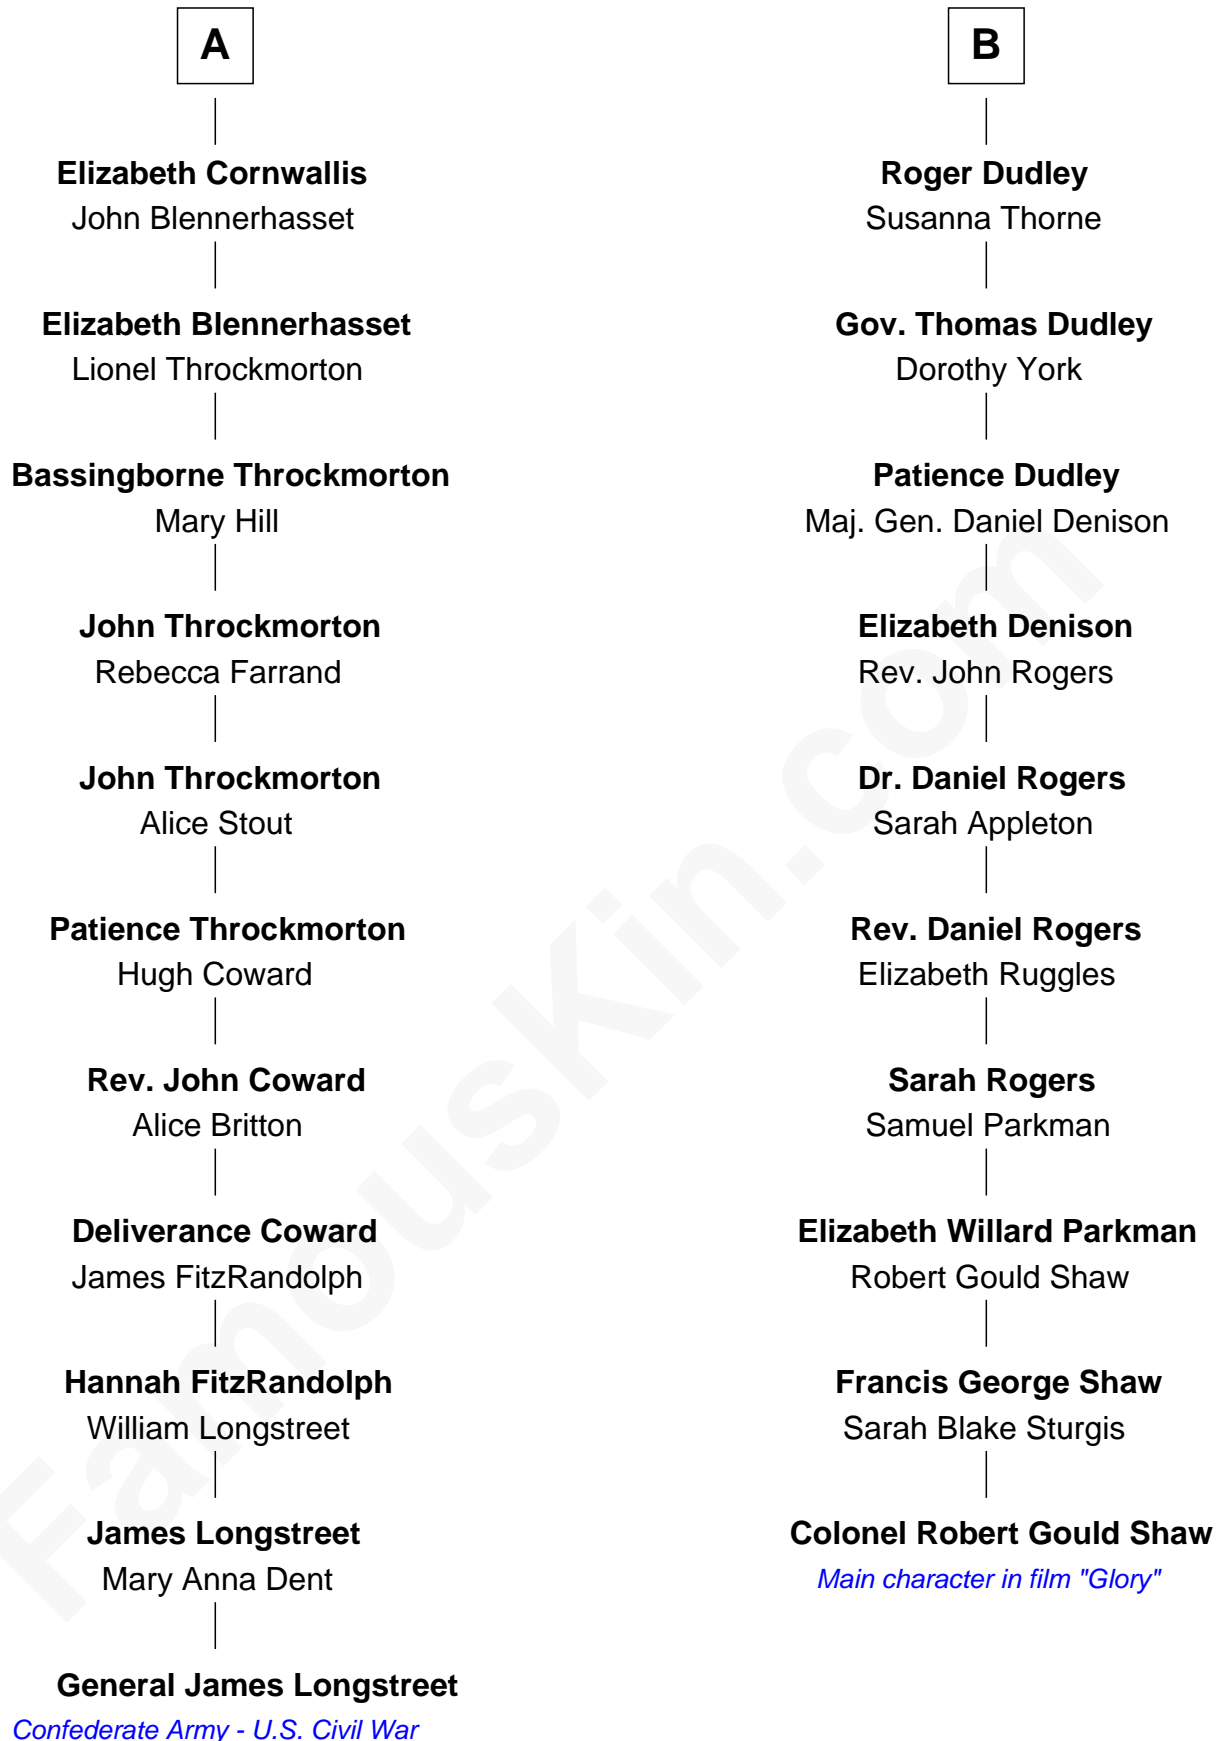 A
Elizabeth Cornwallis
John Blennerhasset
Elizabeth Blennerhasset
Lionel Throckmorton
Bassingborne Throckmorton
Mary Hill
John Throckmorton
Rebecca Farrand
John Throckmorton
Alice Stout
Patience Throckmorton
Hugh Coward
Rev. John Coward
Alice Britton
Deliverance Coward
James FitzRandolph
Hannah FitzRandolph
William Longstreet
James Longstreet
Mary Anna Dent
General James Longstreet
Confederate Army - U.S. Civil War
B
Roger Dudley
Susanna Thorne
Gov. Thomas Dudley
Dorothy York
Patience Dudley
Maj. Gen. Daniel Denison
Elizabeth Denison
Rev. John Rogers
Dr. Daniel Rogers
Sarah Appleton
Rev. Daniel Rogers
Elizabeth Ruggles
Sarah Rogers
Samuel Parkman
Elizabeth Willard Parkman
Robert Gould Shaw
Francis George Shaw
Sarah Blake Sturgis
Colonel Robert Gould Shaw
Main character in film "Glory"
FamousKin.com